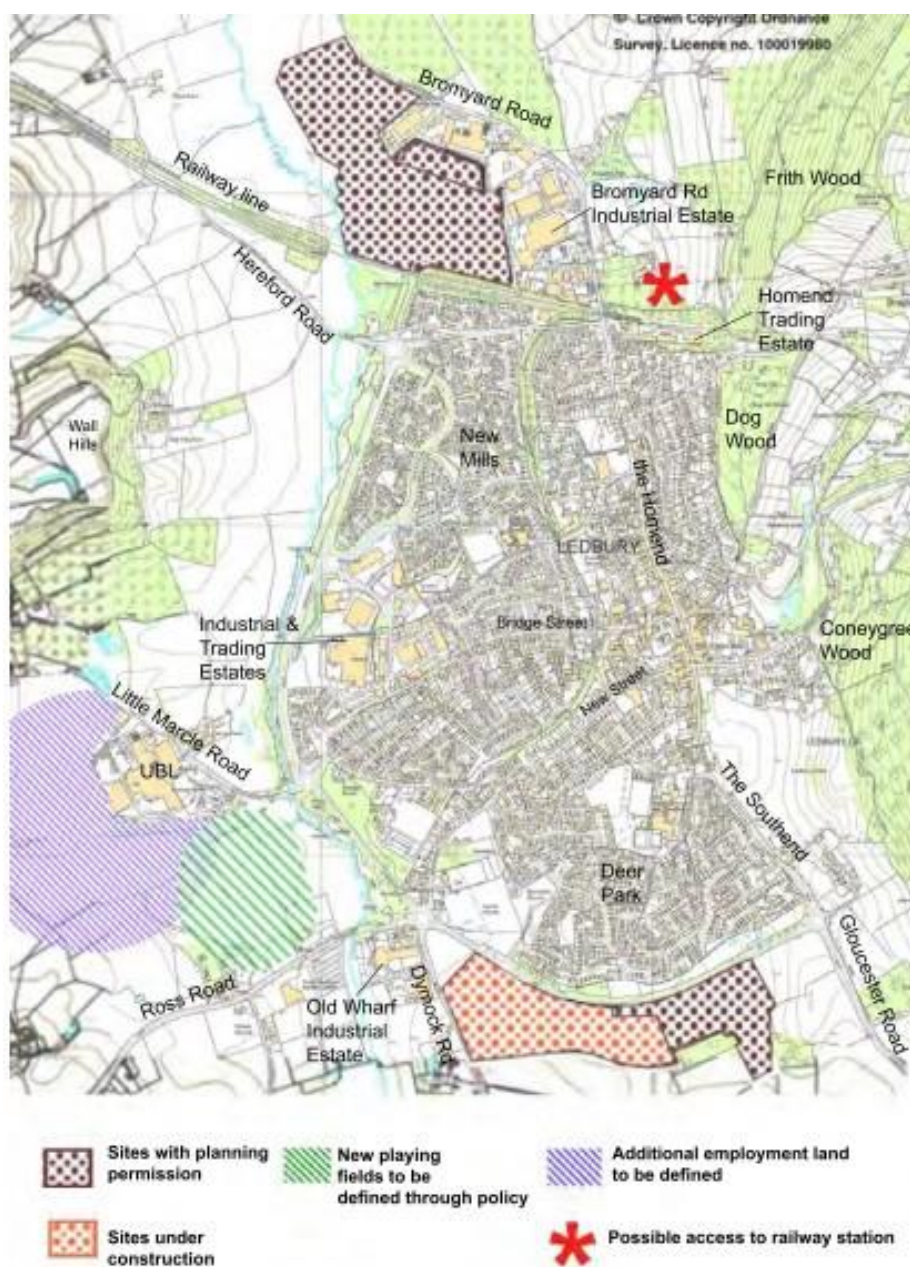 © Crown Copyright Ordnance
Survey. Licence no. 100019980
Bromyard Road
Railway line
Frith Wood
Bromyard Rd
Industrial Estate
Hereford Road
Homend
Trading
Estate
Wall
Hills
New
Mills
Dog
Wood
the Homend
LEDBURY
Industrial &
Trading
Estates
Bridge Street
Coneygree
Wood
New Street
Little Marcle Road
UBL
The Southend
Deer
Park
Gloucester Road
Ross Road
Old Wharf
Industrial
Estate
Dymock Rd
Sites with planning
permission
New playing
fields to be
defined through policy
Additional employment land
to be defined
Sites under
construction
Possible access to railway station